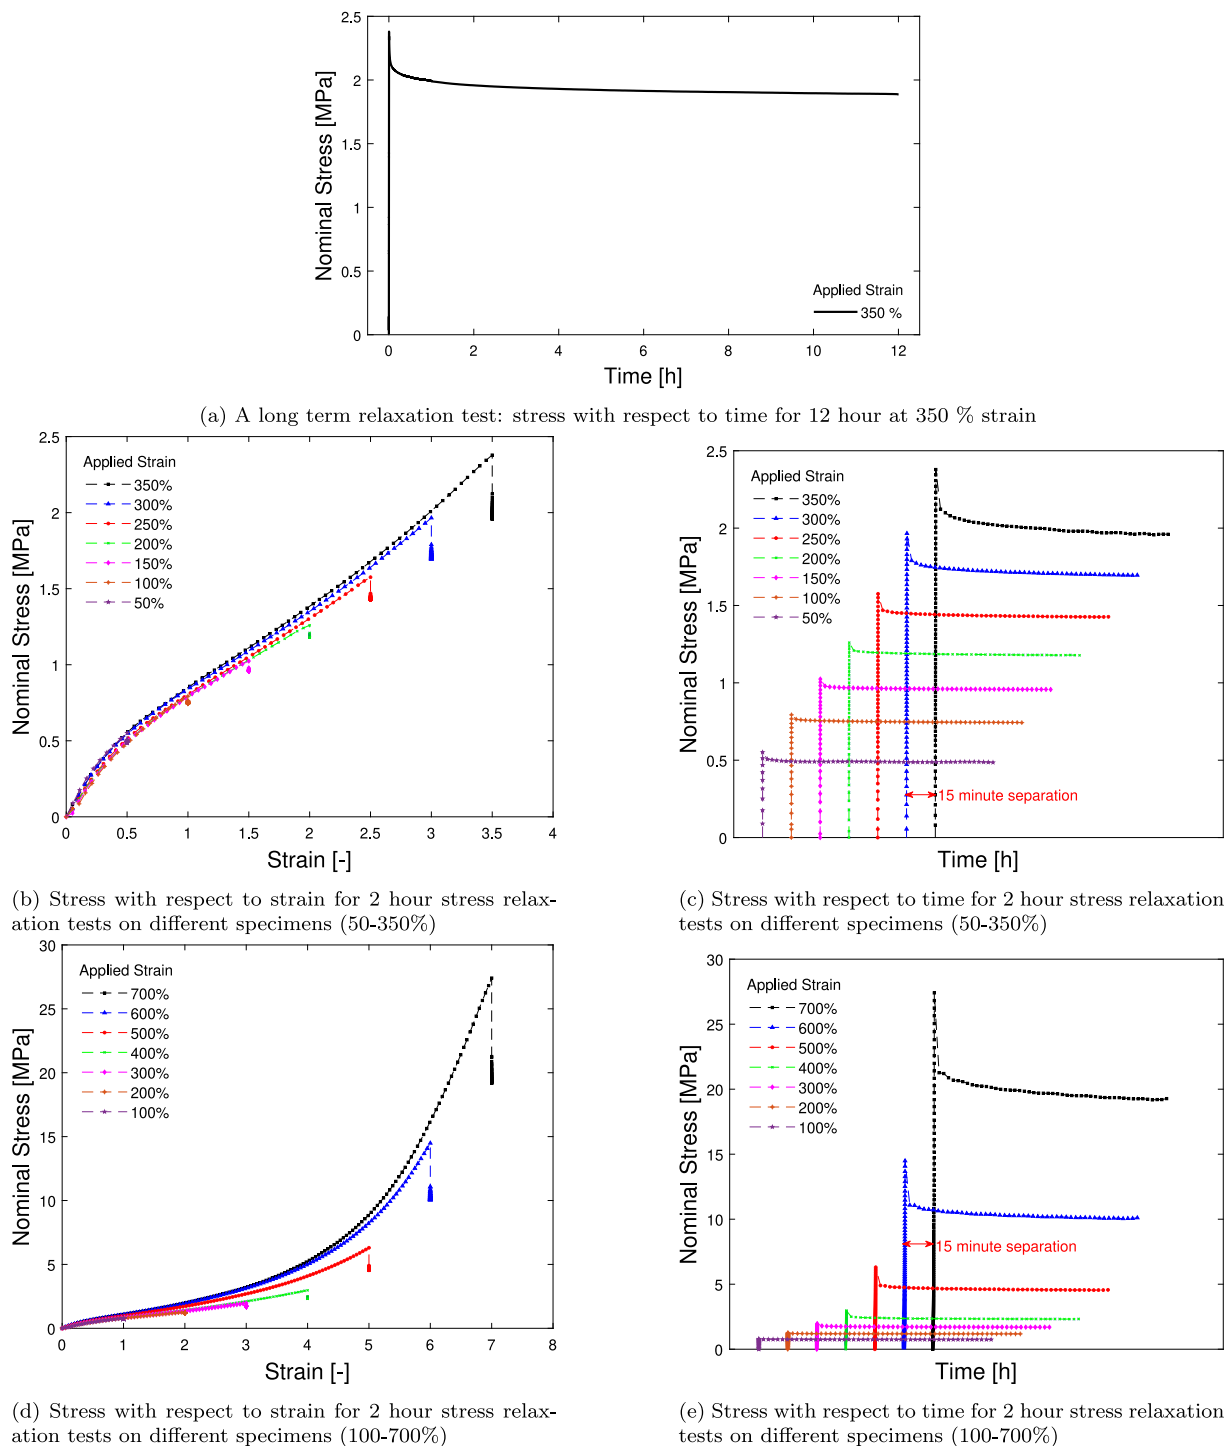 2.5
2
1.5
1
0.5
0
Nominal Stress [MPa]
Applied Strain
350 %
0 2 4 6 8 10 12
Time [h]
(a) A long term relaxation test: stress with respect to time for 12 hour at 350 % strain
2.5
2
1.5
1
0.5
0
Nominal Stress [MPa]
Applied Strain
350%
300%
250%
200%
150%
100%
50%
0 0.5 1 1.5 2 2.5 3 3.5 4
Strain [-]
(b) Stress with respect to strain for 2 hour stress relax-
ation tests on different specimens (50-350%)
2.5
2
1.5
1
0.5
0
Nominal Stress [MPa]
Applied Strain
350%
300%
250%
200%
150%
100%
50%
15 minute separation
Time [h]
(c) Stress with respect to time for 2 hour stress relaxation
tests on different specimens (50-350%)
30
25
20
15
10
5
0
Nominal Stress [MPa]
Applied Strain
700%
600%
500%
400%
300%
200%
100%
0 1 2 3 4 5 6 7 8
Strain [-]
(d) Stress with respect to strain for 2 hour stress relax-
ation tests on different specimens (100-700%)
30
25
20
15
10
5
0
Nominal Stress [MPa]
Applied Strain
700%
600%
500%
400%
300%
200%
100%
15 minute separation
Time [h]
(e) Stress with respect to time for 2 hour stress relaxation
tests on different specimens (100-700%)